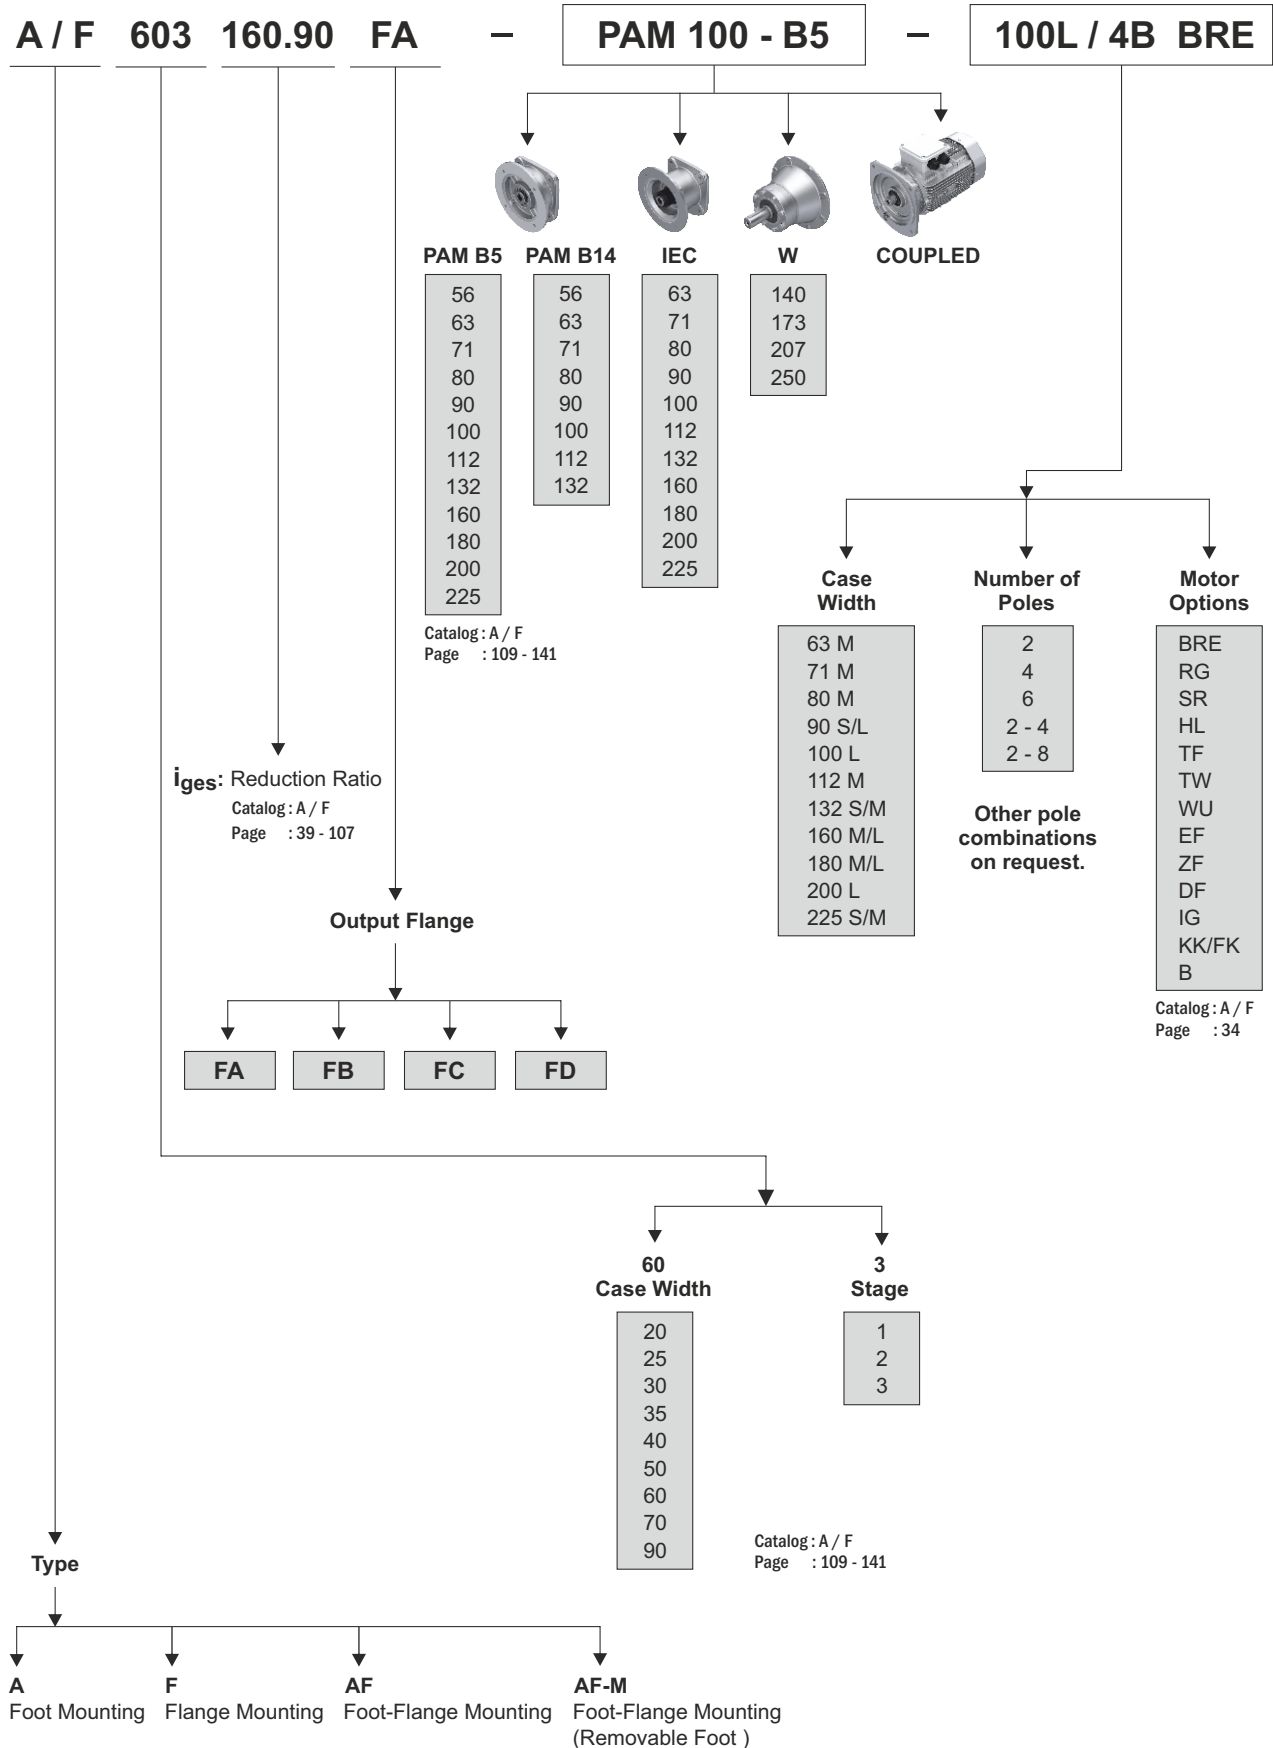 A / F 603 160.90 FA – PAM 100 - B5 – 100L / 4B BRE
PAM B5
56
63
71
80
90
100
112
132
160
180
200
225
Catalog : A / F
Page : 109 - 141
PAM B14
56
63
71
80
90
100
112
132
IEC
63
71
80
90
100
112
132
160
180
200
225
W
140
173
207
250
COUPLED
Case
Width
63 M
71 M
80 M
90 S/L
100 L
112 M
132 S/M
160 M/L
180 M/L
200 L
225 S/M
Number of
Poles
2
4
6
2 - 4
2 - 8
Other pole
combinations
on request.
Motor
Options
BRE
RG
SR
HL
TF
TW
WU
EF
ZF
DF
IG
KK/FK
B
Catalog : A / F
Page : 34
iges: Reduction Ratio
Catalog : A / F
Page : 39 - 107
Output Flange
FA FB FC FD
60
Case Width
20
25
30
35
40
50
60
70
90
3
Stage
1
2
3
Catalog : A / F
Page : 109 - 141
Type
A
Foot Mounting
F
Flange Mounting
AF
Foot-Flange Mounting
AF-M
Foot-Flange Mounting
(Removable Foot )